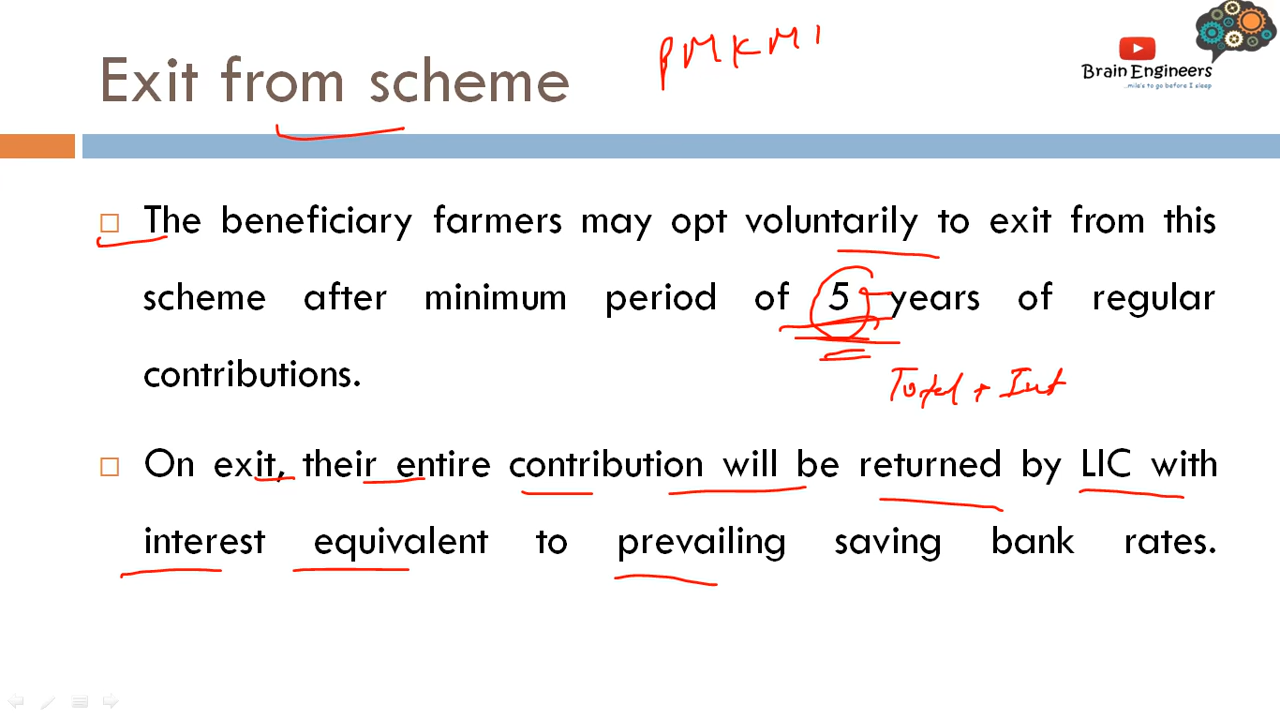 Exit from scheme
PMKMY
Brain Engineers
...mile's to go before I sleep
The beneficiary farmers may opt voluntarily to exit from this
scheme after minimum period of 5 years of regular
contributions.
Total + Int
On exit, their entire contribution will be returned by LIC with
interest equivalent to prevailing saving bank rates.